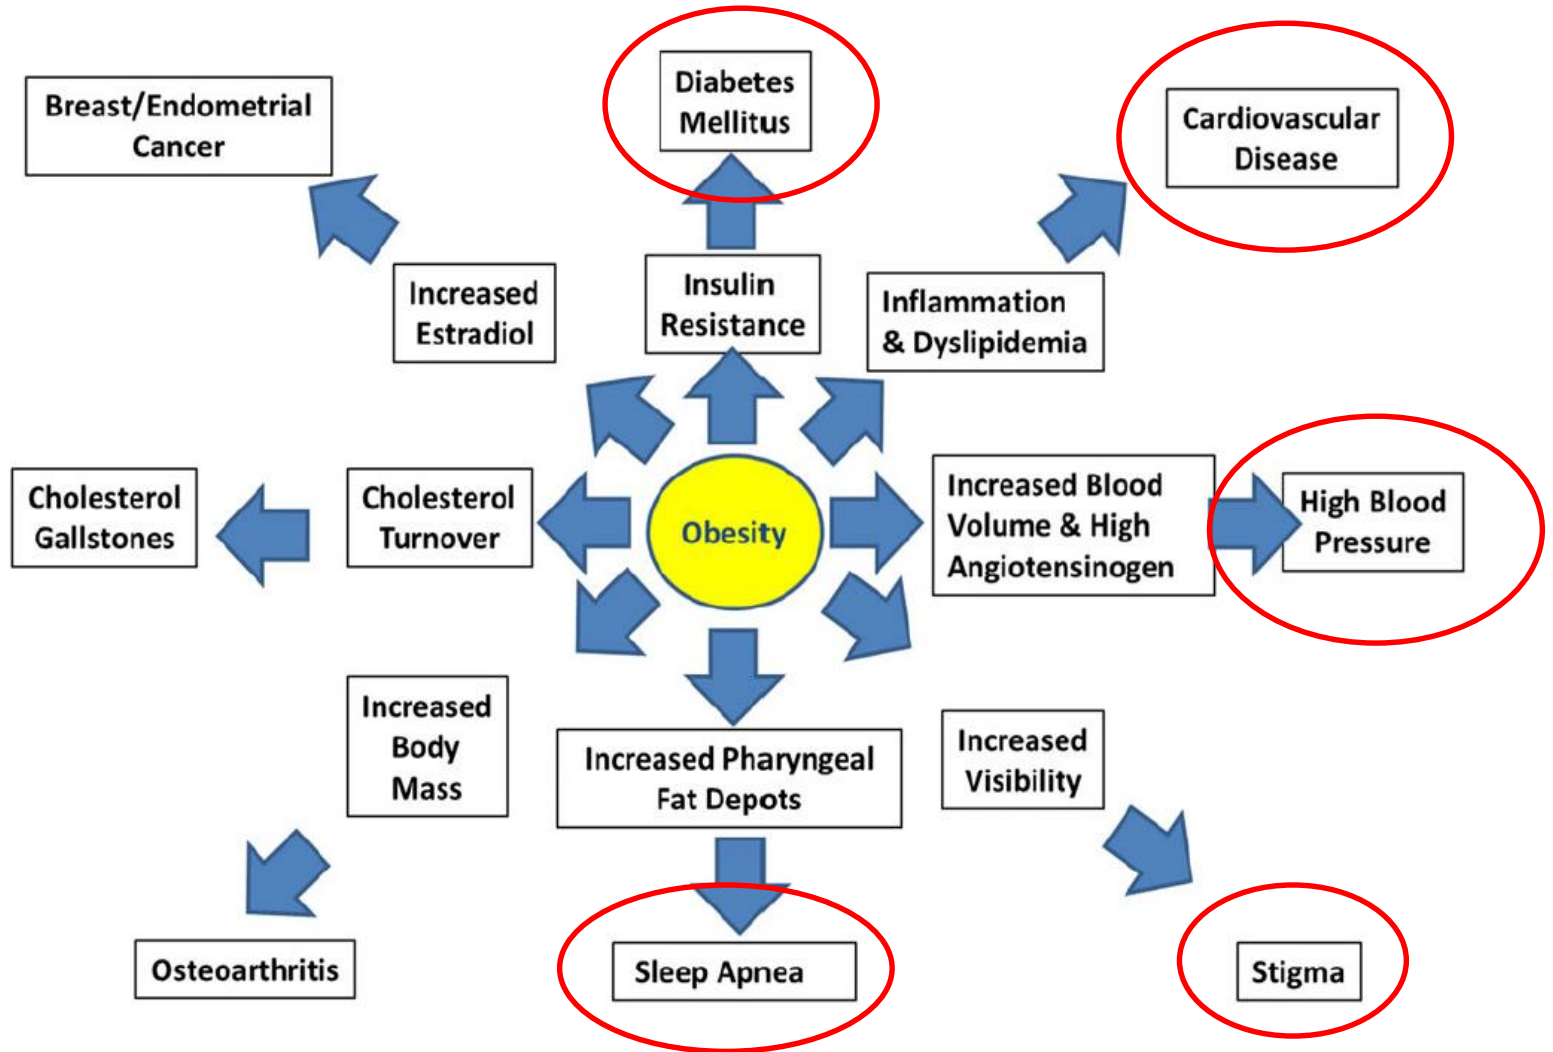 Diabetes
Mellitus
Breast/Endometrial
Cancer
Cardiovascular
Disease
Increased
Estradiol
Insulin
Resistance
Inflammation
& Dyslipidemia
Cholesterol
Gallstones
Cholesterol
Turnover
Obesity
Increased Blood
Volume & High
Angiotensinogen
High Blood
Pressure
Increased
Body
Mass
Increased Pharyngeal
Fat Depots
Increased
Visibility
Osteoarthritis
Sleep Apnea
Stigma